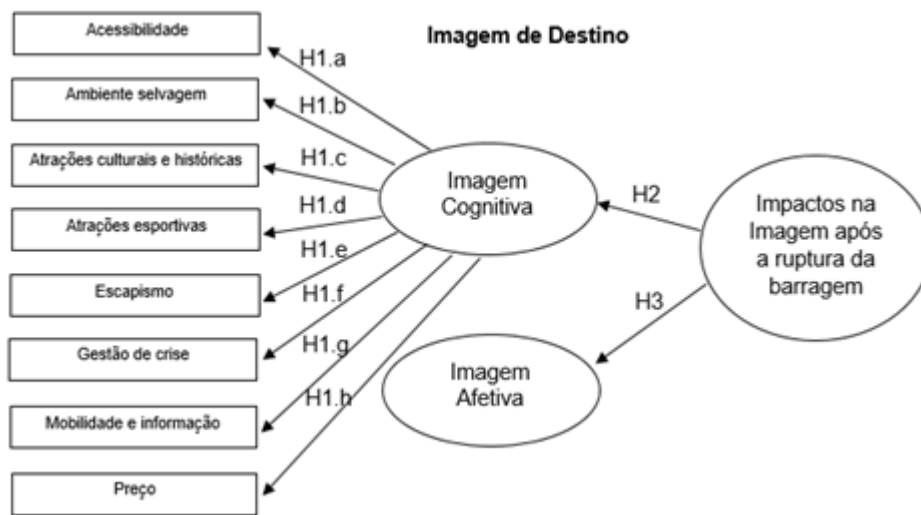 Imagem de Destino
Acessibilidade
Ambiente selvagem
Atrações culturais e históricas
Atrações esportivas
Escapismo
Gestão de crise
Mobilidade e informação
Preço
H1.a
H1.b
H1.c
H1.d
H1.e
H1.f
H1.g
H1.h
Imagem
Cognitiva
Imagem
Afetiva
H2
H3
Impactos na
Imagem após
a ruptura da
barragem